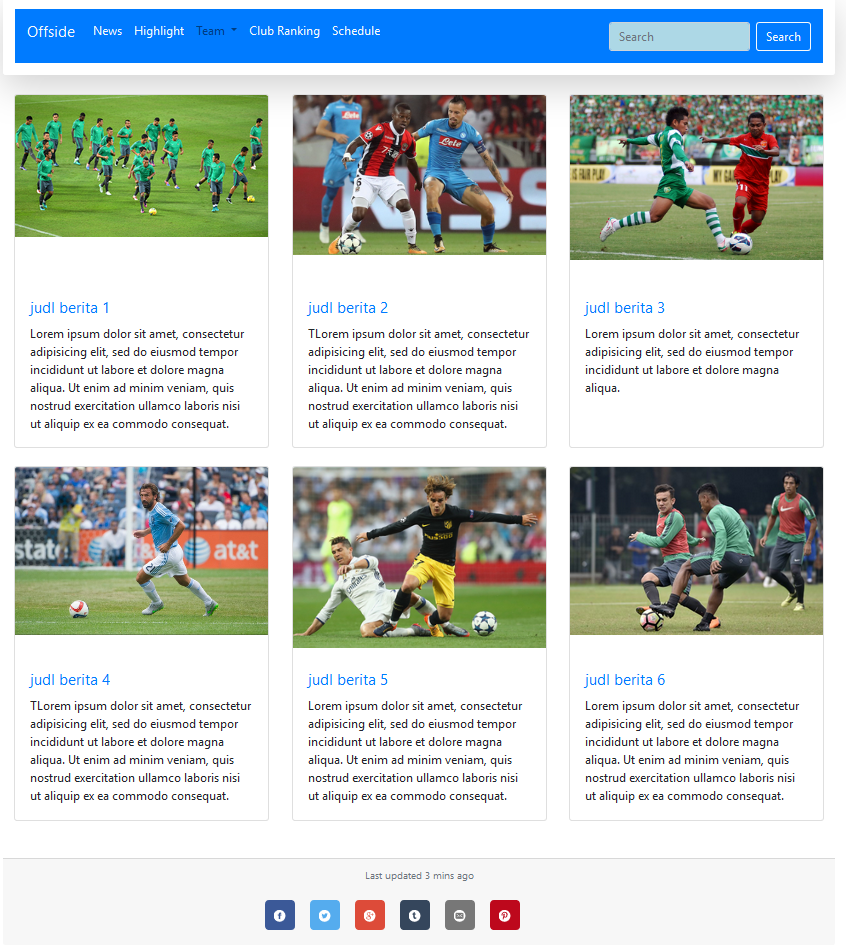 Offside News Highlight Team Club Ranking Schedule Search Search
IS FAIR PLAY
MY GAM
7
Lete
Lete
11
judl berita 1
Lorem ipsum dolor sit amet, consectetur
adipisicing elit, sed do eiusmod tempor
incididunt ut labore et dolore magna
aliqua. Ut enim ad minim veniam, quis
nostrud exercitation ullamco laboris nisi
ut aliquip ex ea commodo consequat.
judl berita 2
TLorem ipsum dolor sit amet, consectetur
adipisicing elit, sed do eiusmod tempor
incididunt ut labore et dolore magna
aliqua. Ut enim ad minim veniam, quis
nostrud exercitation ullamco laboris nisi
ut aliquip ex ea commodo consequat.
judl berita 3
Lorem ipsum dolor sit amet, consectetur
adipisicing elit, sed do eiusmod tempor
incididunt ut labore et dolore magna
aliqua.
state
at&t
judl berita 4
TLorem ipsum dolor sit amet, consectetur
adipisicing elit, sed do eiusmod tempor
incididunt ut labore et dolore magna
aliqua. Ut enim ad minim veniam, quis
nostrud exercitation ullamco laboris nisi
ut aliquip ex ea commodo consequat.
judl berita 5
Lorem ipsum dolor sit amet, consectetur
adipisicing elit, sed do eiusmod tempor
incididunt ut labore et dolore magna
aliqua. Ut enim ad minim veniam, quis
nostrud exercitation ullamco laboris nisi
ut aliquip ex ea commodo consequat.
judl berita 6
Lorem ipsum dolor sit amet, consectetur
adipisicing elit, sed do eiusmod tempor
incididunt ut labore et dolore magna
aliqua. Ut enim ad minim veniam, quis
nostrud exercitation ullamco laboris nisi
ut aliquip ex ea commodo consequat.
Last updated 3 mins ago